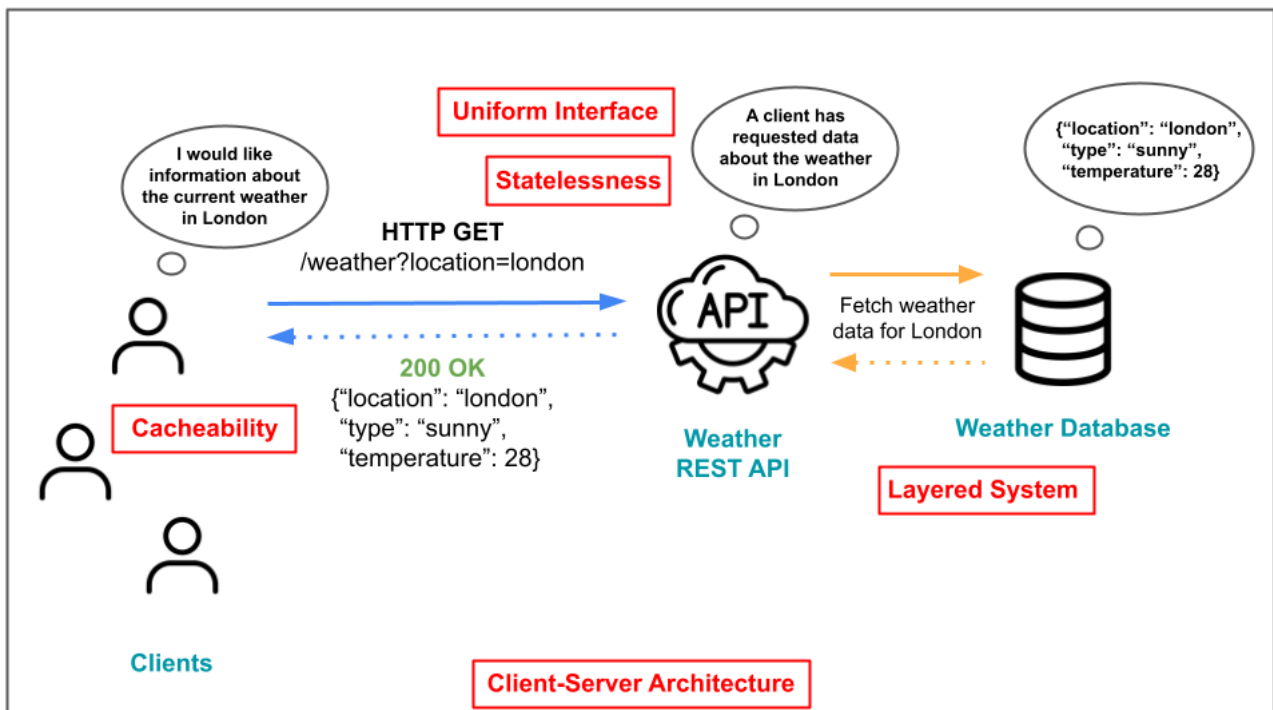 Uniform Interface
Statelessness
I would like
information about
the current weather
in London
A client has
requested data
about the weather
in London
{“location”: “london”,
“type”: “sunny”,
“temperature”: 28}
HTTP GET
/weather?location=london
API
Fetch weather
data for London
200 OK
{“location”: “london”,
“type”: “sunny”,
“temperature”: 28}
Cacheability
Weather
REST API
Weather Database
Layered System
Clients
Client-Server Architecture